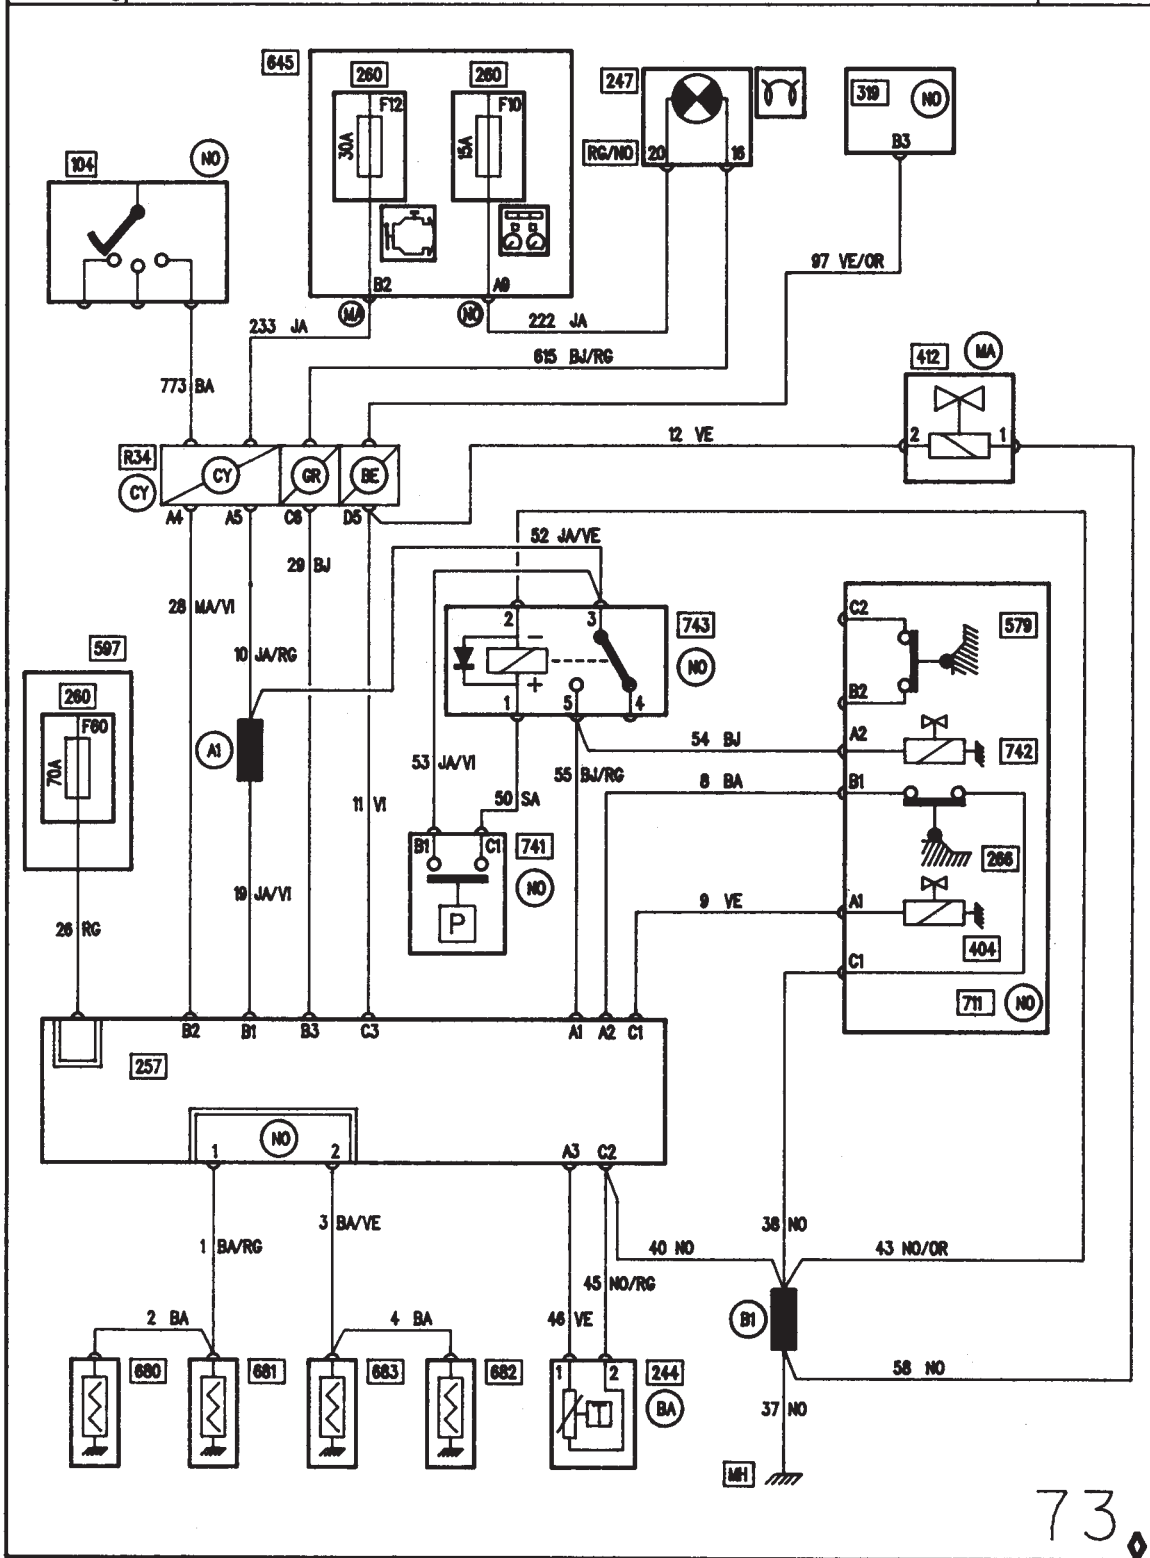 645
260
260
247
319
NO
F12
F10
30A
15A
B3
104
NO
RG/NO
20
16
B2
A9
MA
NO
97 VE/OR
233 JA
222 JA
615 BJ/RG
412
MA
773 BA
12 VE
2
1
R34
CY
CY
GR
BE
A4
A5
C6
D5
52 JA/VE
29 BJ
28 MA/VI
C2
579
2
3
743
10 JA/RG
NO
597
260
F60
70A
B2
1
5
4
A1
54 BJ
A2
742
53 JA/VI
55 BJ/RG
8 BA
B1
50 SA
11 VI
B1
C1
741
266
NO
19 JA/VI
P
9 VE
A1
26 RG
404
C1
711
NO
B2
B1
B3
C3
A1
A2
C1
257
NO
1
2
A3
C2
3 BA/VE
38 NO
1 BA/RG
40 NO
43 NO/OR
45 NO/RG
2 BA
4 BA
46 VE
B1
680
681
683
682
1
2
244
58 NO
BA
37 NO
MH
73